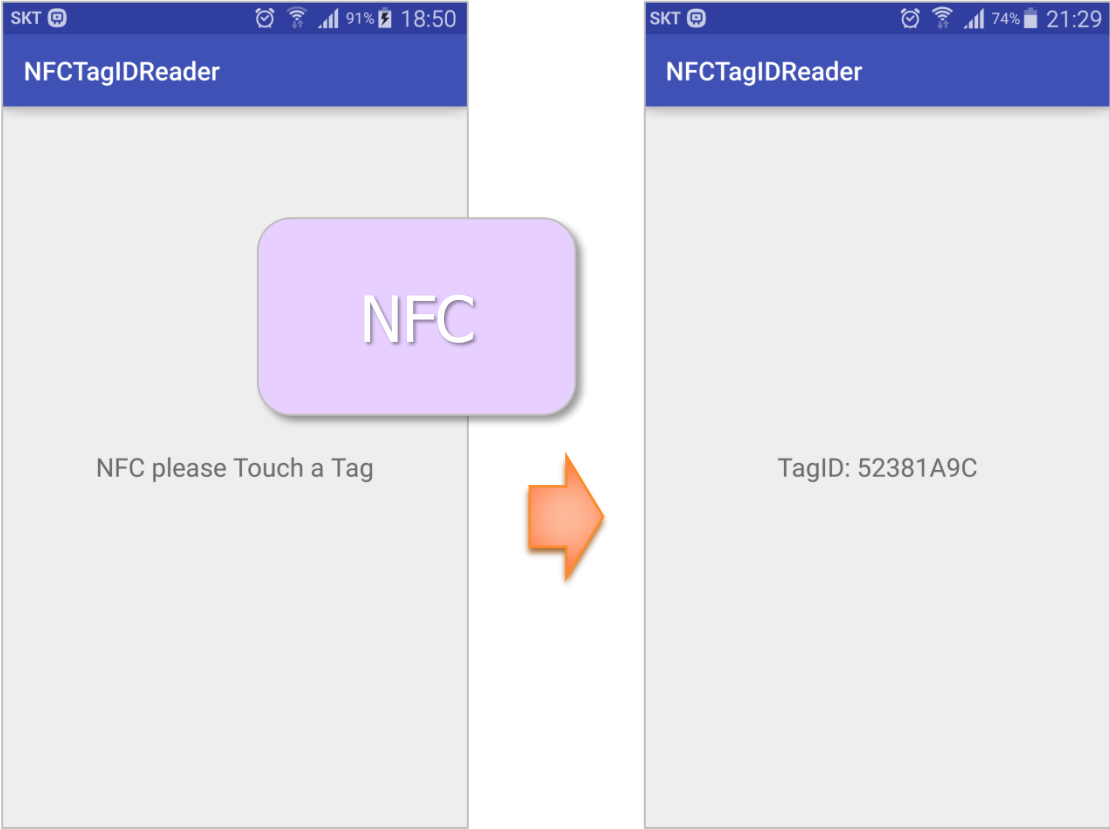 SKT 91% 18:50
NFCTagIDReader
NFC
NFC please Touch a Tag
SKT 74% 21:29
NFCTagIDReader
TagID: 52381A9C